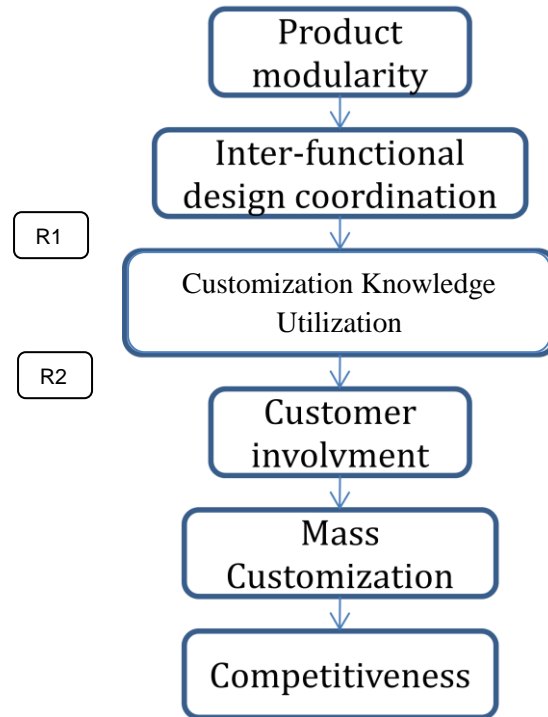 Product
modularity
Inter-functional
design coordination
R1
Customization Knowledge
Utilization
R2
Customer
involvment
Mass
Customization
Competitiveness